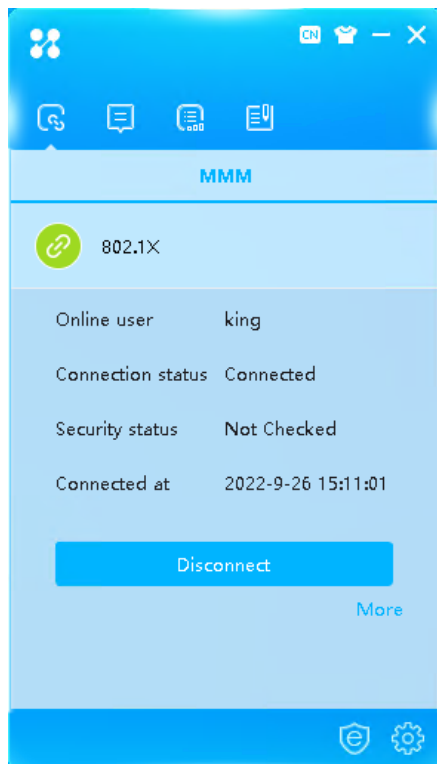 CN
MMM
802.1X
Online user king
Connection status Connected
Security status Not Checked
Connected at 2022-9-26 15:11:01
Disconnect
More